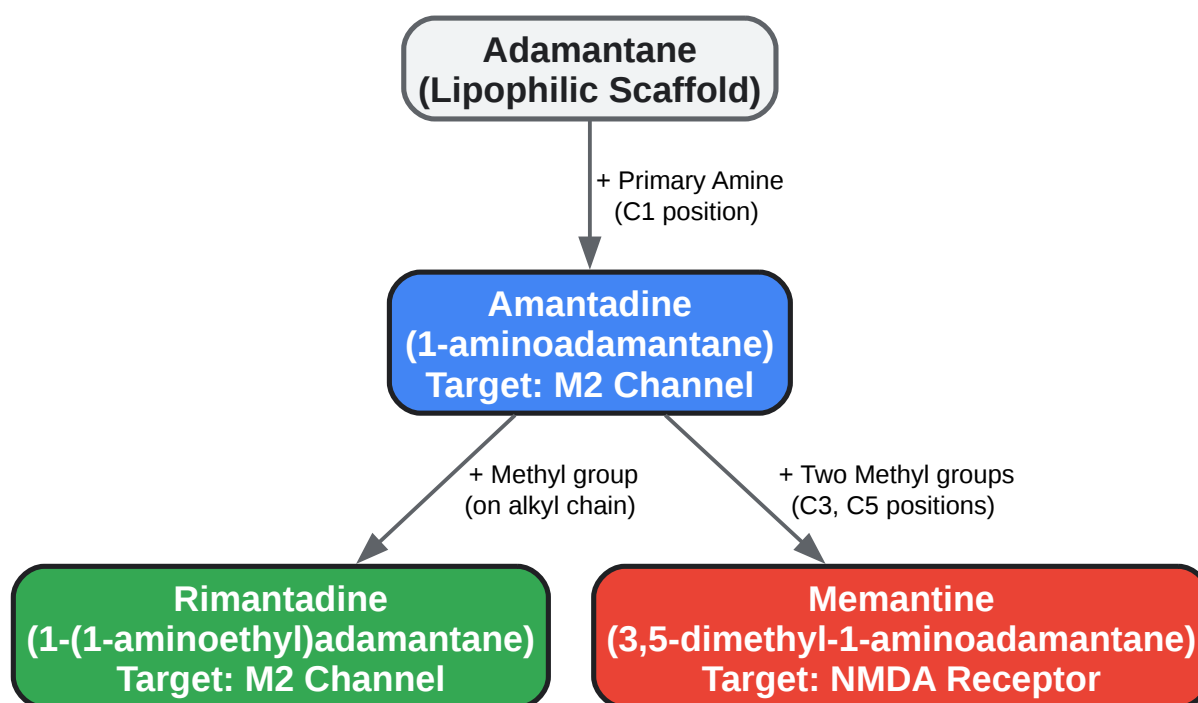 Adamantane
(Lipophilic Scaffold)
+ Primary Amine
(C1 position)
Amantadine
(1-aminoadamantane)
Target: M2 Channel
+ Methyl group
(on alkyl chain)
+ Two Methyl groups
(C3, C5 positions)
Rimantadine
(1-(1-aminoethyl)adamantane)
Target: M2 Channel
Memantine
(3,5-dimethyl-1-aminoadamantane)
Target: NMDA Receptor